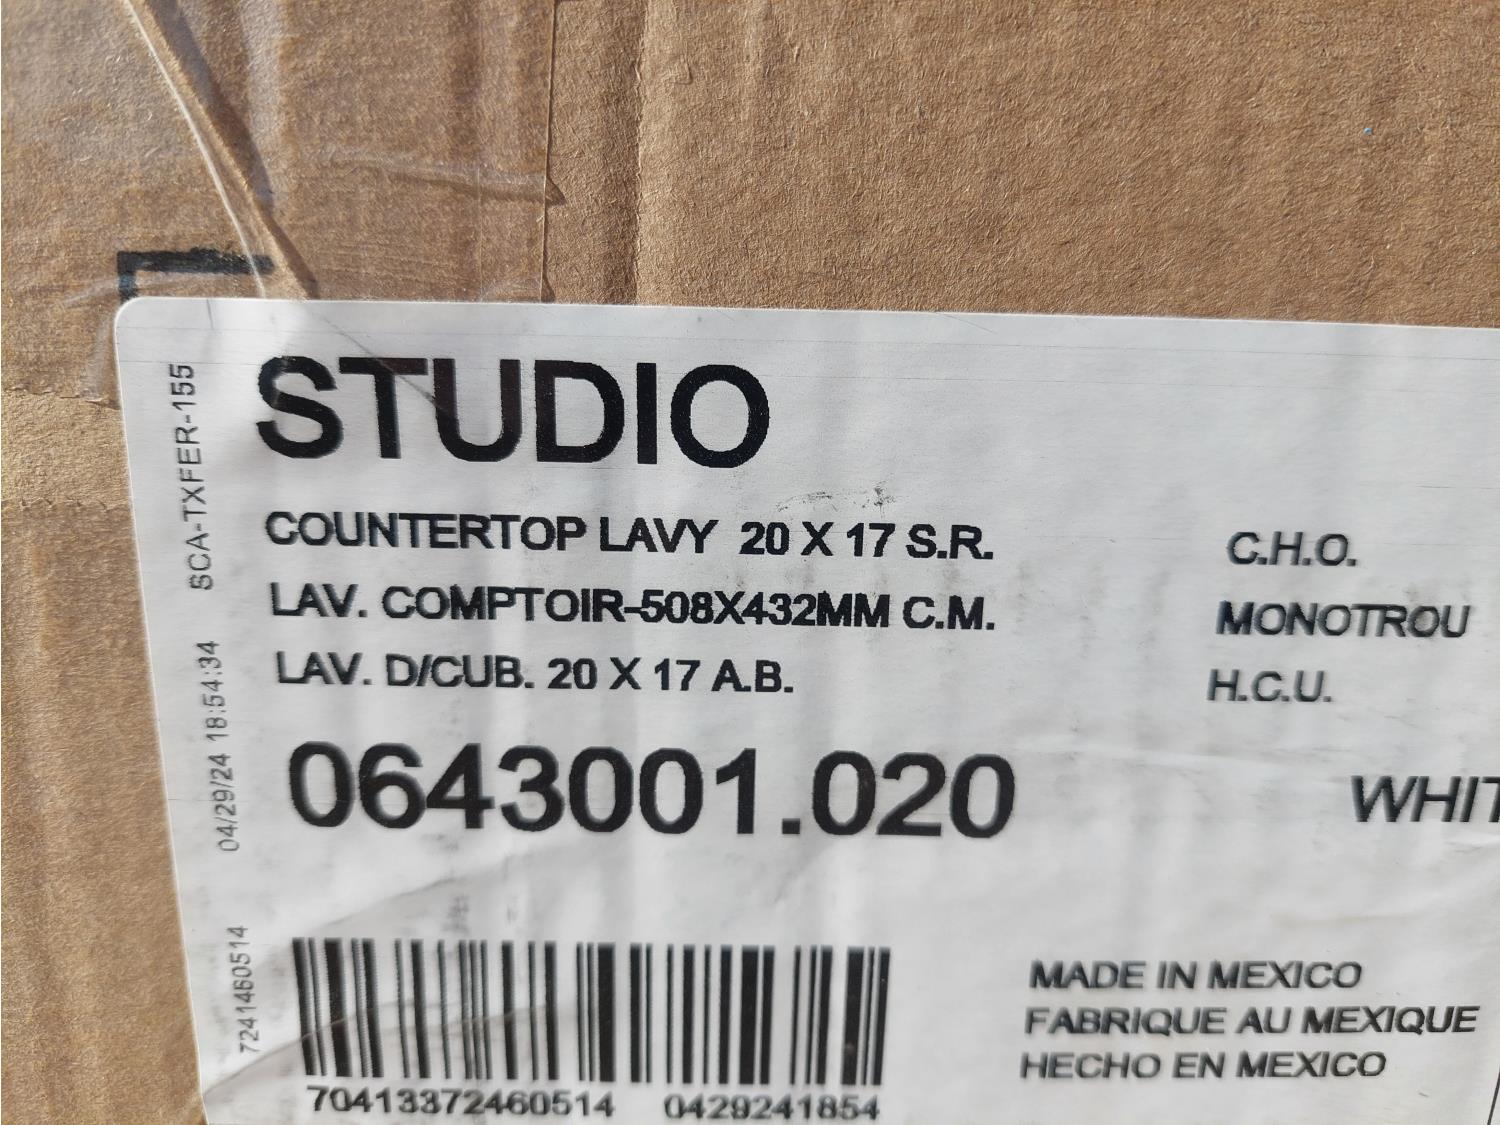 STUDIO
COUNTERTOP LAVY 20 X 17 S.R. C.H.O.
LAV. COMPTOIR-508X432MM C.M. MONOTROU
LAV. D/CUB. 20 X 17 A.B. H.C.U.
0643001.020 WHIT
MADE IN MEXICO
FABRIQUE AU MEXIQUE
HECHO EN MEXICO
70413372460514 0429241854
7241460514 04/29/24 18:54:34 SCA-TXFER-155